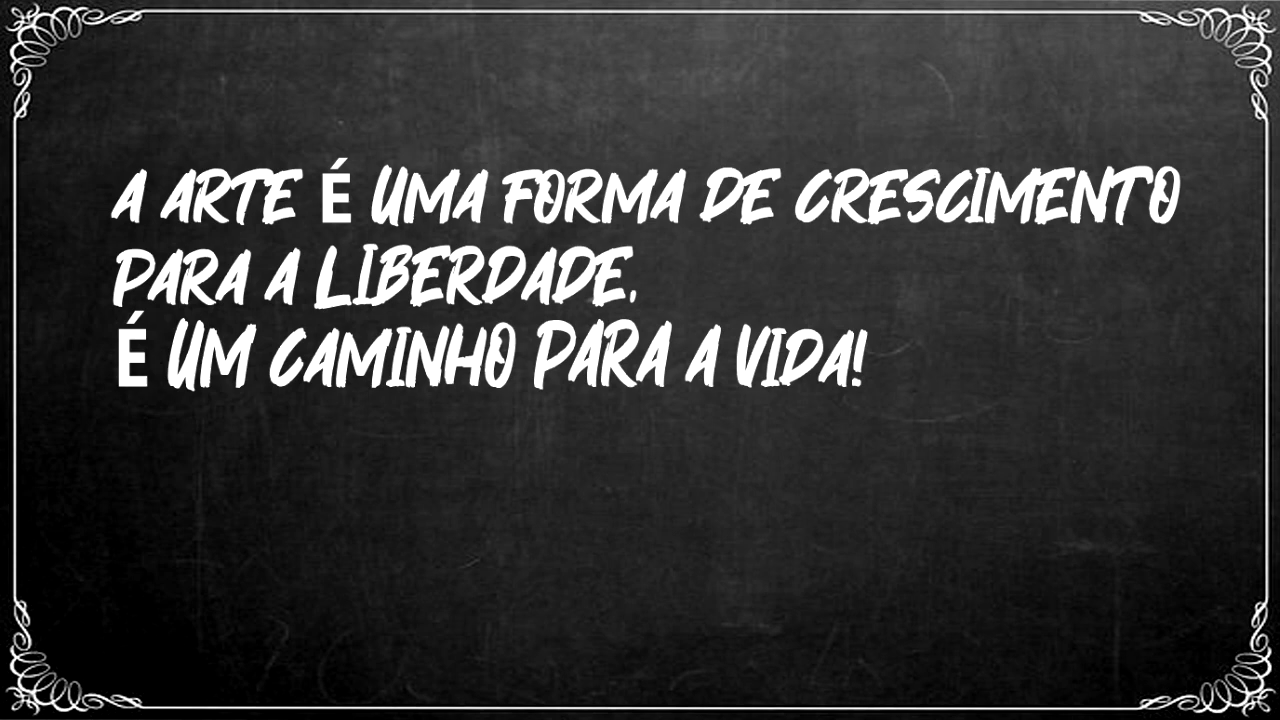 A ARTE É UMA FORMA DE CRESCIMENTO
PARA A LIBERDADE,
É UM CAMINHO PARA A VIDA!